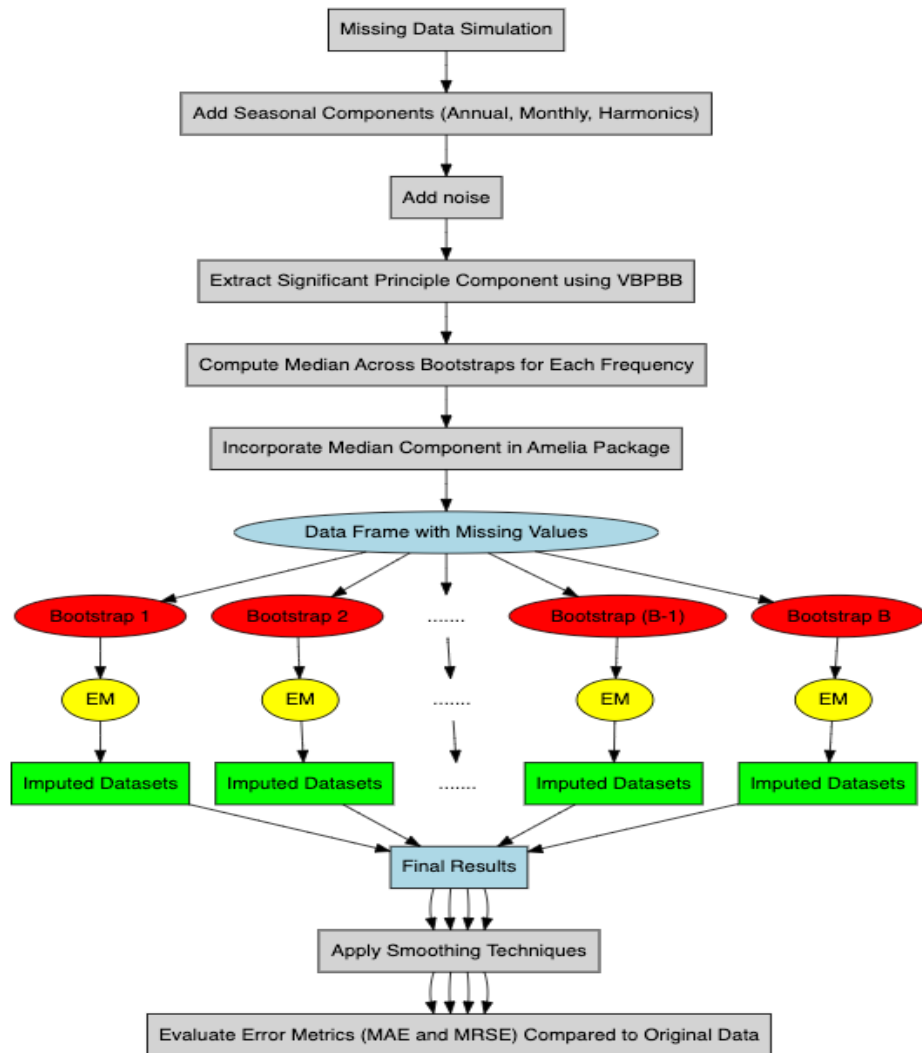 Missing Data Simulation
Add Seasonal Components (Annual, Monthly, Harmonics)
Add noise
Extract Significant Principle Component using VBPBB
Compute Median Across Bootstraps for Each Frequency
Incorporate Median Component in Amelia Package
Data Frame with Missing Values
Bootstrap 1
Bootstrap 2
.......
Bootstrap (B-1)
Bootstrap B
EM
EM
.......
EM
EM
Imputed Datasets
Imputed Datasets
.......
Imputed Datasets
Imputed Datasets
Final Results
Apply Smoothing Techniques
Evaluate Error Metrics (MAE and MRSE) Compared to Original Data